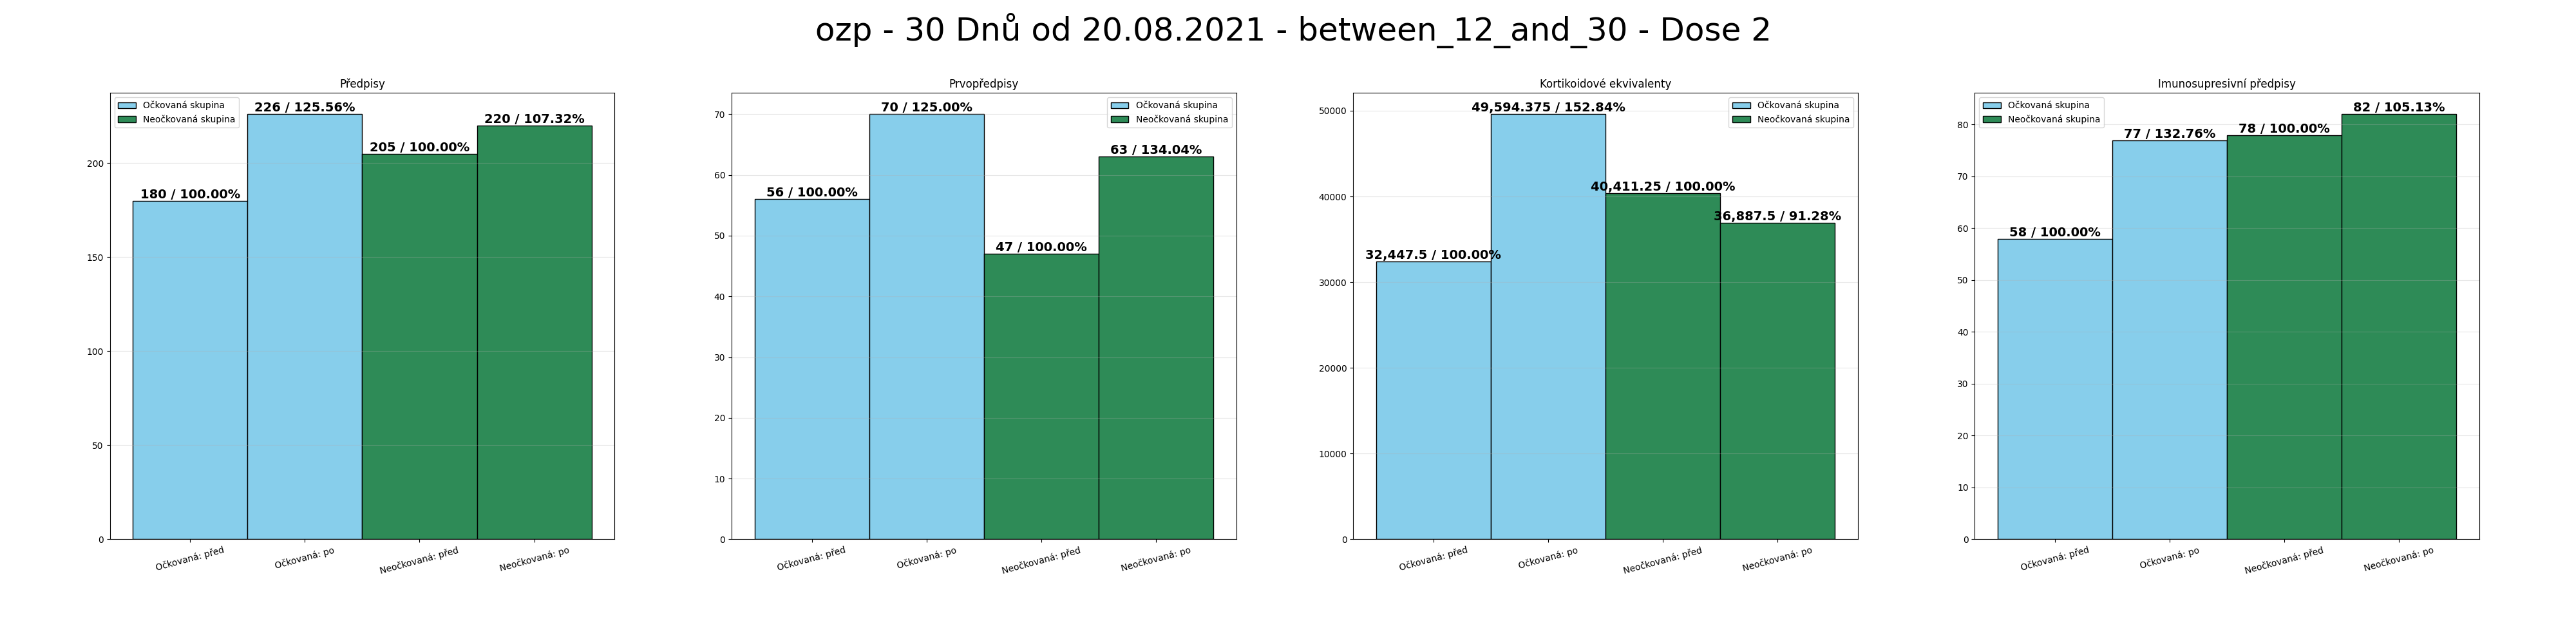 ozp - 30 Dnů od 20.08.2021 - between_12_and_30 - Dose 2
Předpisy
Očkovaná skupina
Neočkovaná skupina
180 / 100.00%
226 / 125.56%
205 / 100.00%
220 / 107.32%
200
150
100
50
0
Očkovaná: před
Očkovaná: po
Neočkovaná: před
Neočkovaná: po
Prvopředpisy
Očkovaná skupina
Neočkovaná skupina
56 / 100.00%
70 / 125.00%
47 / 100.00%
63 / 134.04%
70
60
50
40
30
20
10
0
Očkovaná: před
Očkovaná: po
Neočkovaná: před
Neočkovaná: po
Kortikoidové ekvivalenty
Očkovaná skupina
Neočkovaná skupina
32,447.5 / 100.00%
49,594.375 / 152.84%
40,411.25 / 100.00%
36,887.5 / 91.28%
50000
40000
30000
20000
10000
0
Očkovaná: před
Očkovaná: po
Neočkovaná: před
Neočkovaná: po
Imunosupresivní předpisy
Očkovaná skupina
Neočkovaná skupina
58 / 100.00%
77 / 132.76%
78 / 100.00%
82 / 105.13%
80
70
60
50
40
30
20
10
0
Očkovaná: před
Očkovaná: po
Neočkovaná: před
Neočkovaná: po